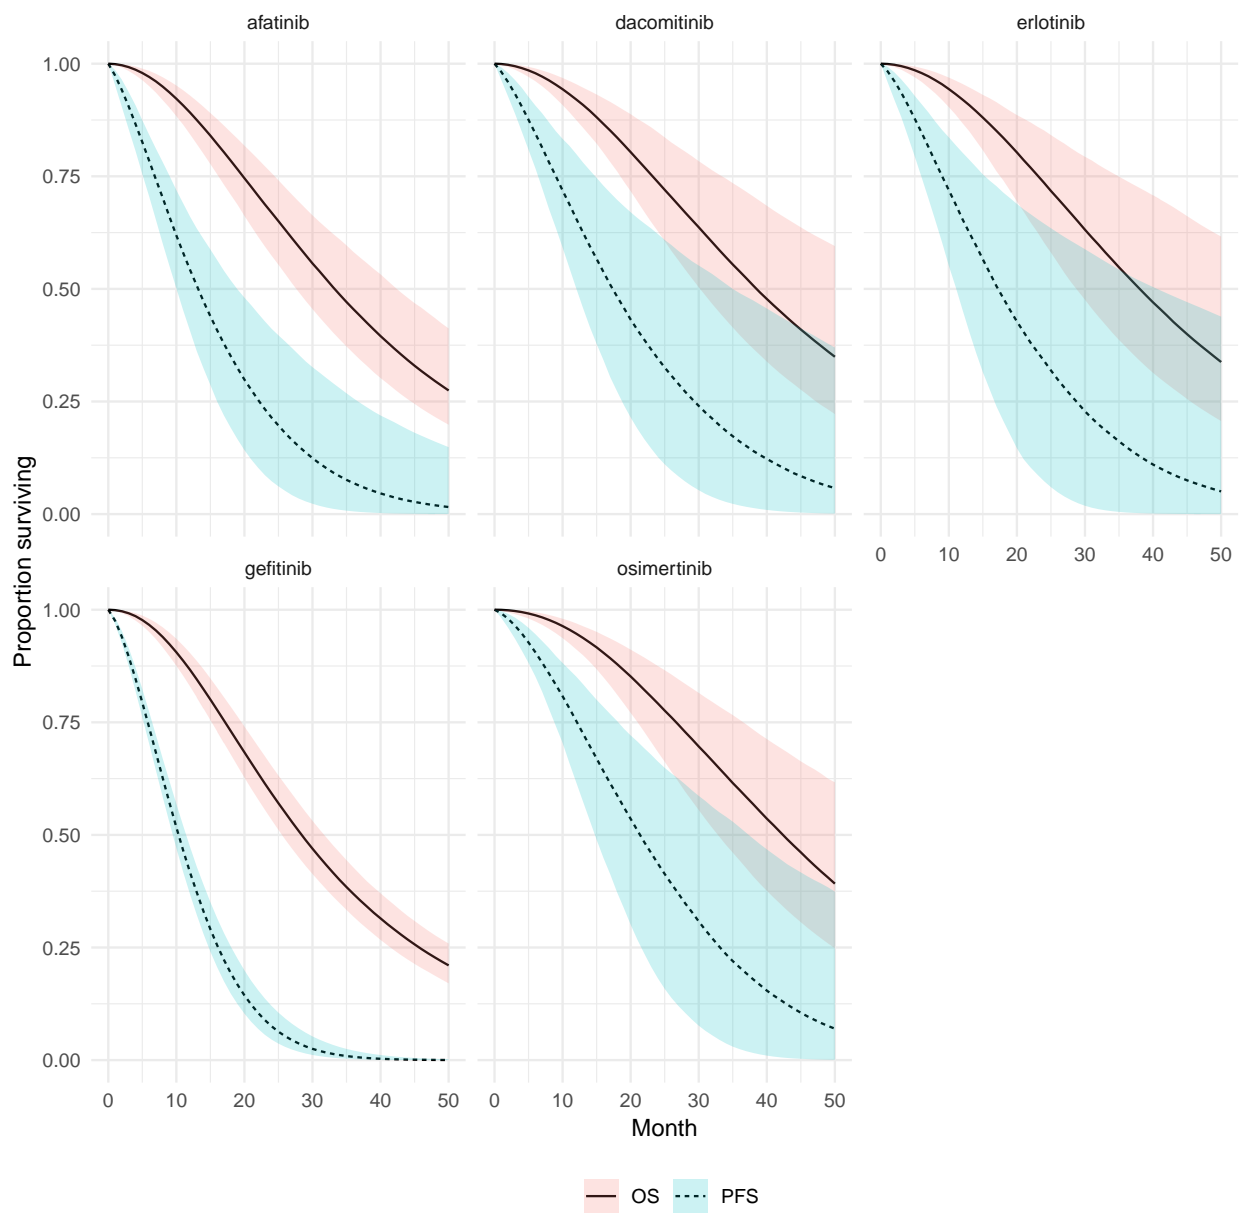 afatinib dacomitinib erlotinib
1.00
0.75
0.50
0.25
0.00
0 10 20 30 40 50
Proportion surviving
gefitinib osimertinib
1.00
0.75
0.50
0.25
0.00
0 10 20 30 40 50 0 10 20 30 40 50
Month
OS PFS